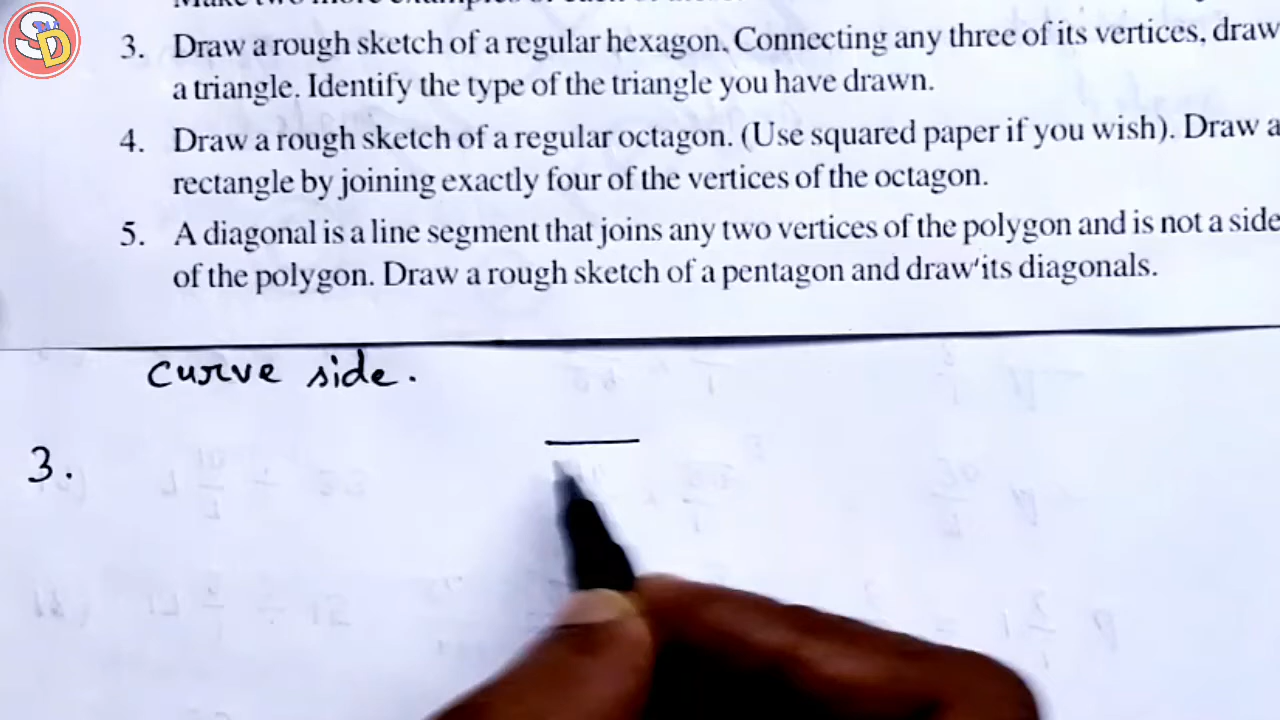 SD
3. Draw a rough sketch of a regular hexagon. Connecting any three of its vertices, draw
a triangle. Identify the type of the triangle you have drawn.
4. Draw a rough sketch of a regular octagon. (Use squared paper if you wish). Draw a
rectangle by joining exactly four of the vertices of the octagon.
5. A diagonal is a line segment that joins any two vertices of the polygon and is not a side
of the polygon. Draw a rough sketch of a pentagon and draw its diagonals.
curve side.
3.